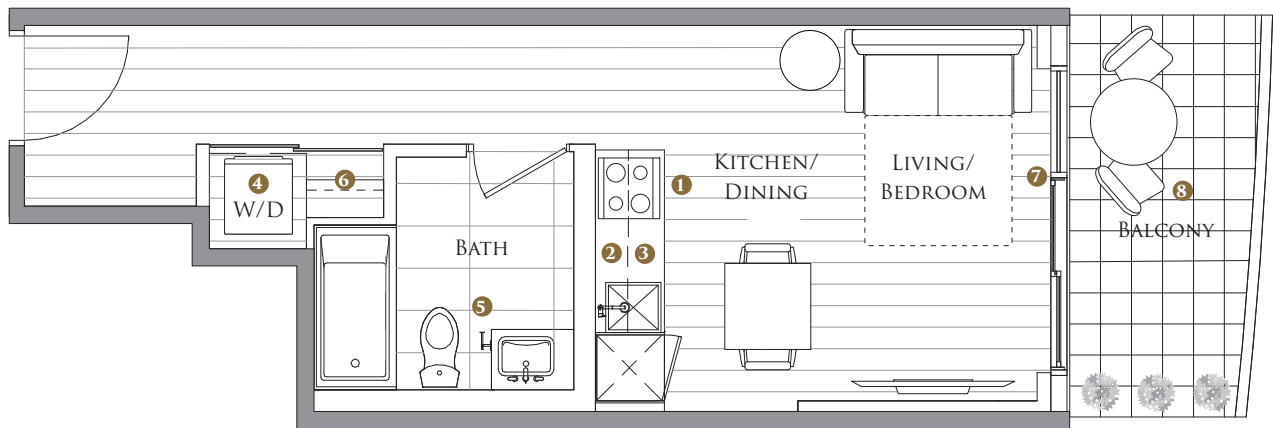 4
W/D
6
BATH
5
1
2
3
KITCHEN/
DINING
LIVING/
BEDROOM
7
8
BALCONY